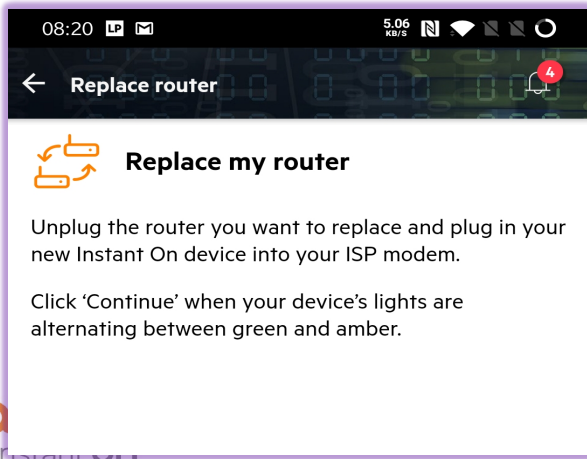 08:20 LP M 5.06 KB/S N
Replace router 4
Replace my router
Unplug the router you want to replace and plug in your
new Instant On device into your ISP modem.
Click ‘Continue’ when your device’s lights are
alternating between green and amber.